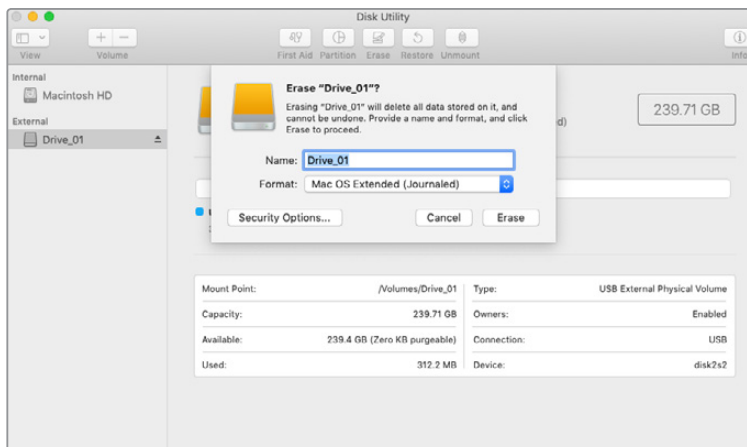 Disk Utility
View
Volume
First Aid
Partition
Erase
Restore
Unmount
Info
Internal
Macintosh HD
External
Drive_01
Erase "Drive_01"?
Erasing "Drive_01" will delete all data stored on it, and
cannot be undone. Provide a name and format, and click
Erase to proceed.
d)
239.71 GB
Name: Drive_01
Format: Mac OS Extended (Journaled)
Security Options...
Cancel
Erase
Mount Point: /Volumes/Drive_01
Type: USB External Physical Volume
Capacity: 239.71 GB
Owners: Enabled
Available: 239.4 GB (Zero KB purgeable)
Connection: USB
Used: 312.2 MB
Device: disk2s2